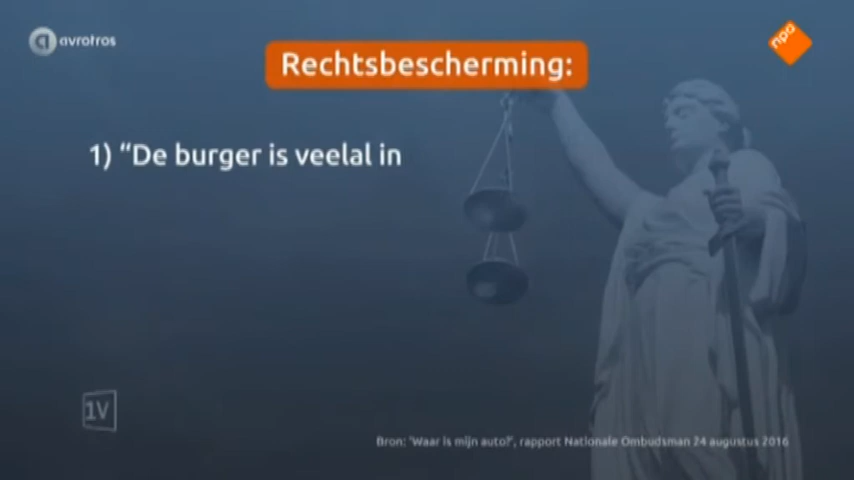 avrotros
npo
Rechtsbescherming:
1) “De burger is veelal in
1V
Bron: 'Waar is mijn auto?', rapport Nationale Ombudsman 24 augustus 2016